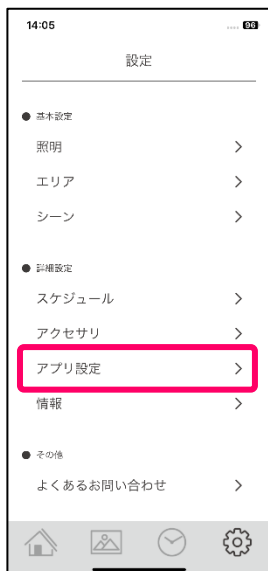 14:05
96
設定
基本設定
照明
エリア
シーン
詳細設定
スケジュール
アクセサリ
アプリ設定
情報
その他
よくあるお問い合わせ